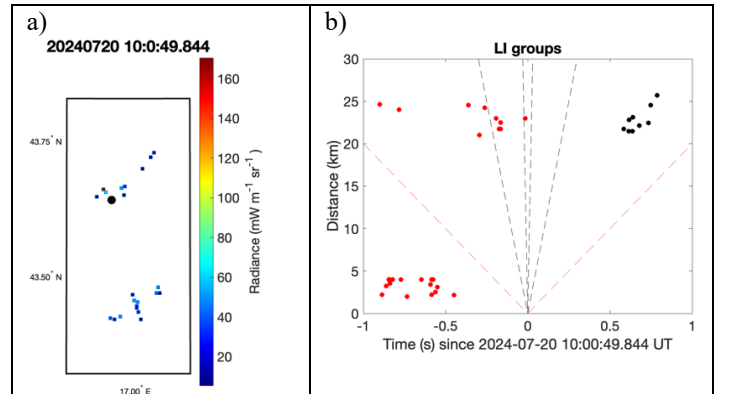 a)
20240720 10:0:49.844
43.75° N
43.50° N
17.00° E
160
140
120
100
80
60
40
20
Radiance (mW m⁻¹ sr⁻¹)
b)
LI groups
30
25
20
15
10
5
0
Distance (km)
-1 -0.5 0 0.5 1
Time (s) since 2024-07-20 10:00:49.844 UT